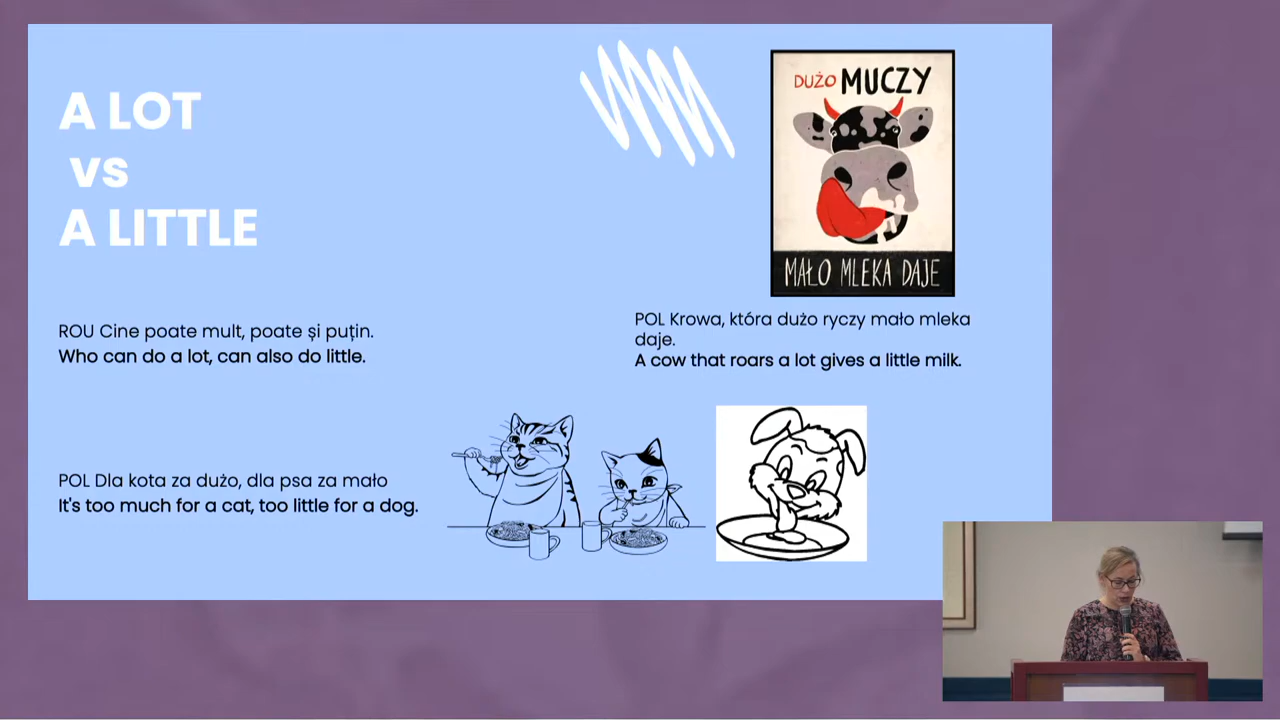 A LOT
vs
A LITTLE
DUŻO MUCZY
MAŁO MLEKA DAJE
ROU Cine poate mult, poate și puțin.
Who can do a lot, can also do little.
POL Krowa, która dużo ryczy mało mleka
daje.
A cow that roars a lot gives a little milk.
POL Dla kota za dużo, dla psa za mało
It's too much for a cat, too little for a dog.